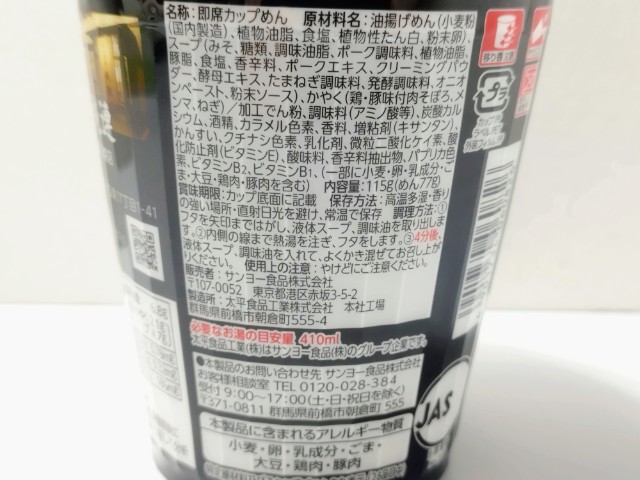 名称:即席カップめん 原材料名:油揚げめん(小麦粉
(国内製造)、植物油脂、食塩、植物性たん白、粉末卵)、
スープ(みそ、糖類、調味油脂、ポーク調味料、植物油脂、
豚脂、食塩、香辛料、ポークエキス、クリーミングパウ
ダー、酵母エキス、たまねぎ調味料、発酵調味料、オニオ
ンペースト、粉末ソース)、かやく(鶏・豚味付肉そぼろ、メ
ンマ、ねぎ)/加工でん粉、調味料(アミノ酸等)、炭酸カル
シウム、酒精、カラメル色素、香料、増粘剤(キサンタン)、
かんすい、クチナシ色素、乳化剤、微粒二酸化ケイ素、酸
化防止剤(ビタミンE)、酸味料、香辛料抽出物、パプリカ色
素、ビタミンB₂、ビタミンB₁、(一部に小麦・卵・乳成分・ご
ま・大豆・鶏肉・豚肉を含む) 内容量:115g(めん77g)
賞味期限:カップ底面に記載 保存方法:高温多湿・香り
の強い場所・直射日光を避け、常温で保存 調理方法:①
フタを矢印まではがし、液体スープ、調味油を取り出しま
す。②内側の線まで熱湯を注ぎ、フタをします。③4分後、
液体スープ、調味油を入れて、よくかき混ぜてお召し上が
りください。 使用上の注意:やけどにご注意ください。
販売者:サンヨー食品株式会社
〒107-0052 東京都港区赤坂3-5-2
製造所:太平食品工業株式会社 本社工場
群馬県前橋市朝倉町555-4
必要なお湯の目安量 410ml
太平食品工業(株)はサンヨー食品(株)のグループ企業です。
●本製品のお問い合わせ先 サンヨー食品株式会社
お客様相談室 TEL 0120-028-384
受付 9:00~17:00(土・日・祝日を除く)
〒371-0811 群馬県前橋市朝倉町 555
本製品に含まれるアレルギー物質
小麦・卵・乳成分・ごま・
大豆・鶏肉・豚肉
1-41
プラ
JAS